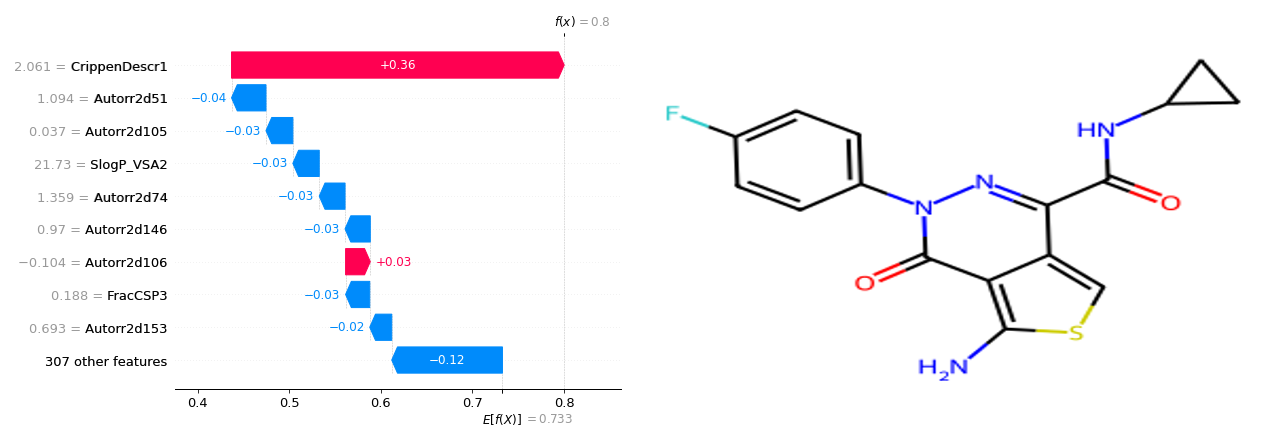 f(x) = 0.8
2.061 = CrippenDescr1
+0.36
1.094 = Autorr2d51
−0.04
0.037 = Autorr2d105
−0.03
21.73 = SlogP_VSA2
−0.03
1.359 = Autorr2d74
−0.03
0.97 = Autorr2d146
−0.03
−0.104 = Autorr2d106
+0.03
0.188 = FracCSP3
−0.03
0.693 = Autorr2d153
−0.02
307 other features
−0.12
0.4 0.5 0.6 0.7 0.8
E[f(X)] = 0.733
F
HN
O
N
N
O
S
H₂N